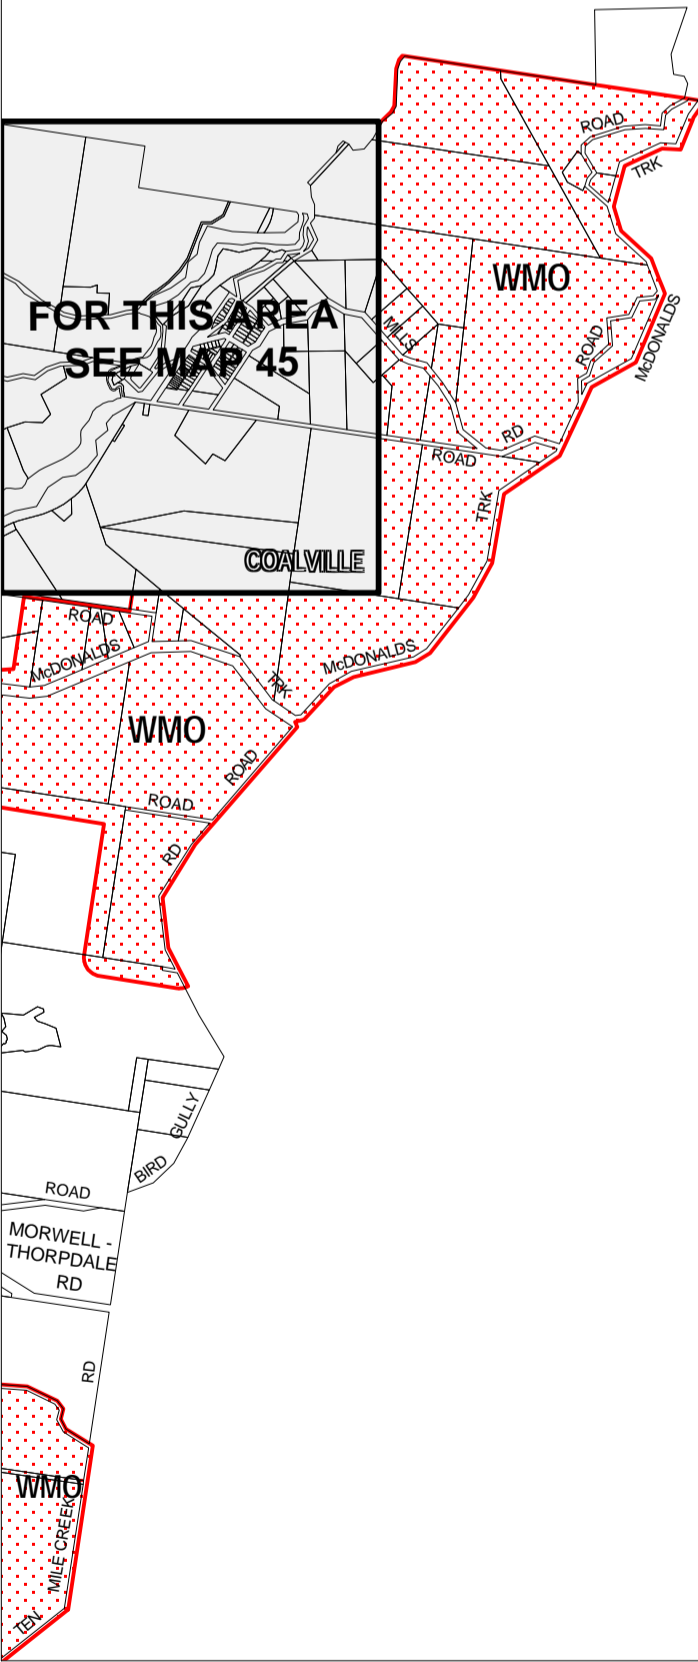 ROAD
TRK
WMO
McDONALDS
ROAD
FOR THIS AREA
SEE MAP 45
MILLS
RD
ROAD
TRK
COALVILLE
ROAD
McDONALDS
McDONALDS
TRK
WMO
ROAD
ROAD
RD
GULLY
BIRD
ROAD
MORWELL -
THORPDALE
RD
RD
WMO
MILE CREEK
TEN